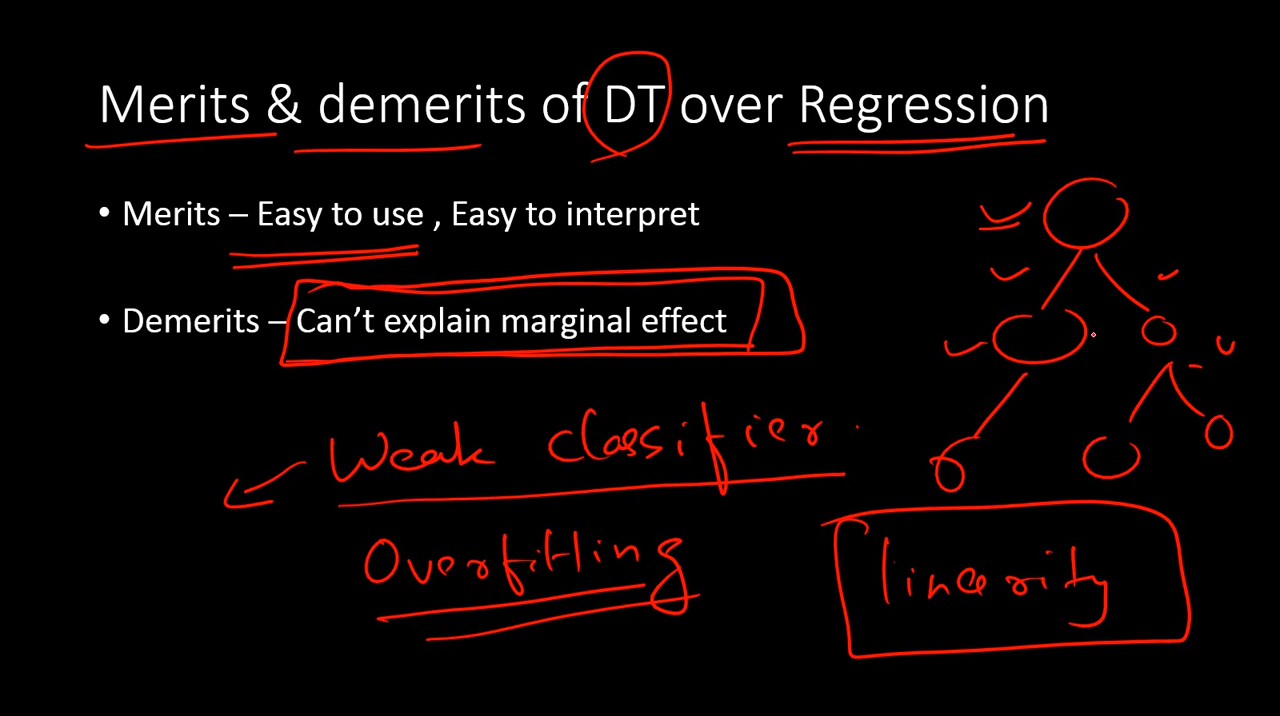 Merits & demerits of DT over Regression
• Merits – Easy to use , Easy to interpret
• Demerits – Can't explain marginal effect
Weak classifier.
Overfitting
linearity